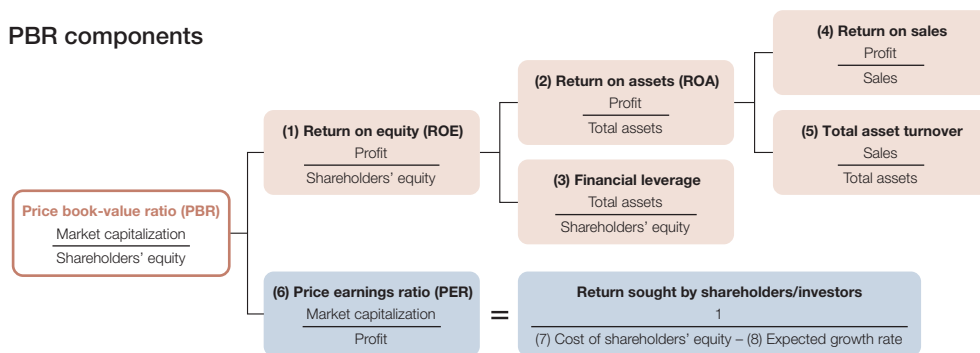 PBR components
Price book-value ratio (PBR)
Market capitalization
Shareholders' equity
(1) Return on equity (ROE)
Profit
Shareholders' equity
(2) Return on assets (ROA)
Profit
Total assets
(3) Financial leverage
Total assets
Shareholders' equity
(4) Return on sales
Profit
Sales
(5) Total asset turnover
Sales
Total assets
(6) Price earnings ratio (PER)
Market capitalization
Profit
=
Return sought by shareholders/investors
1
(7) Cost of shareholders' equity – (8) Expected growth rate